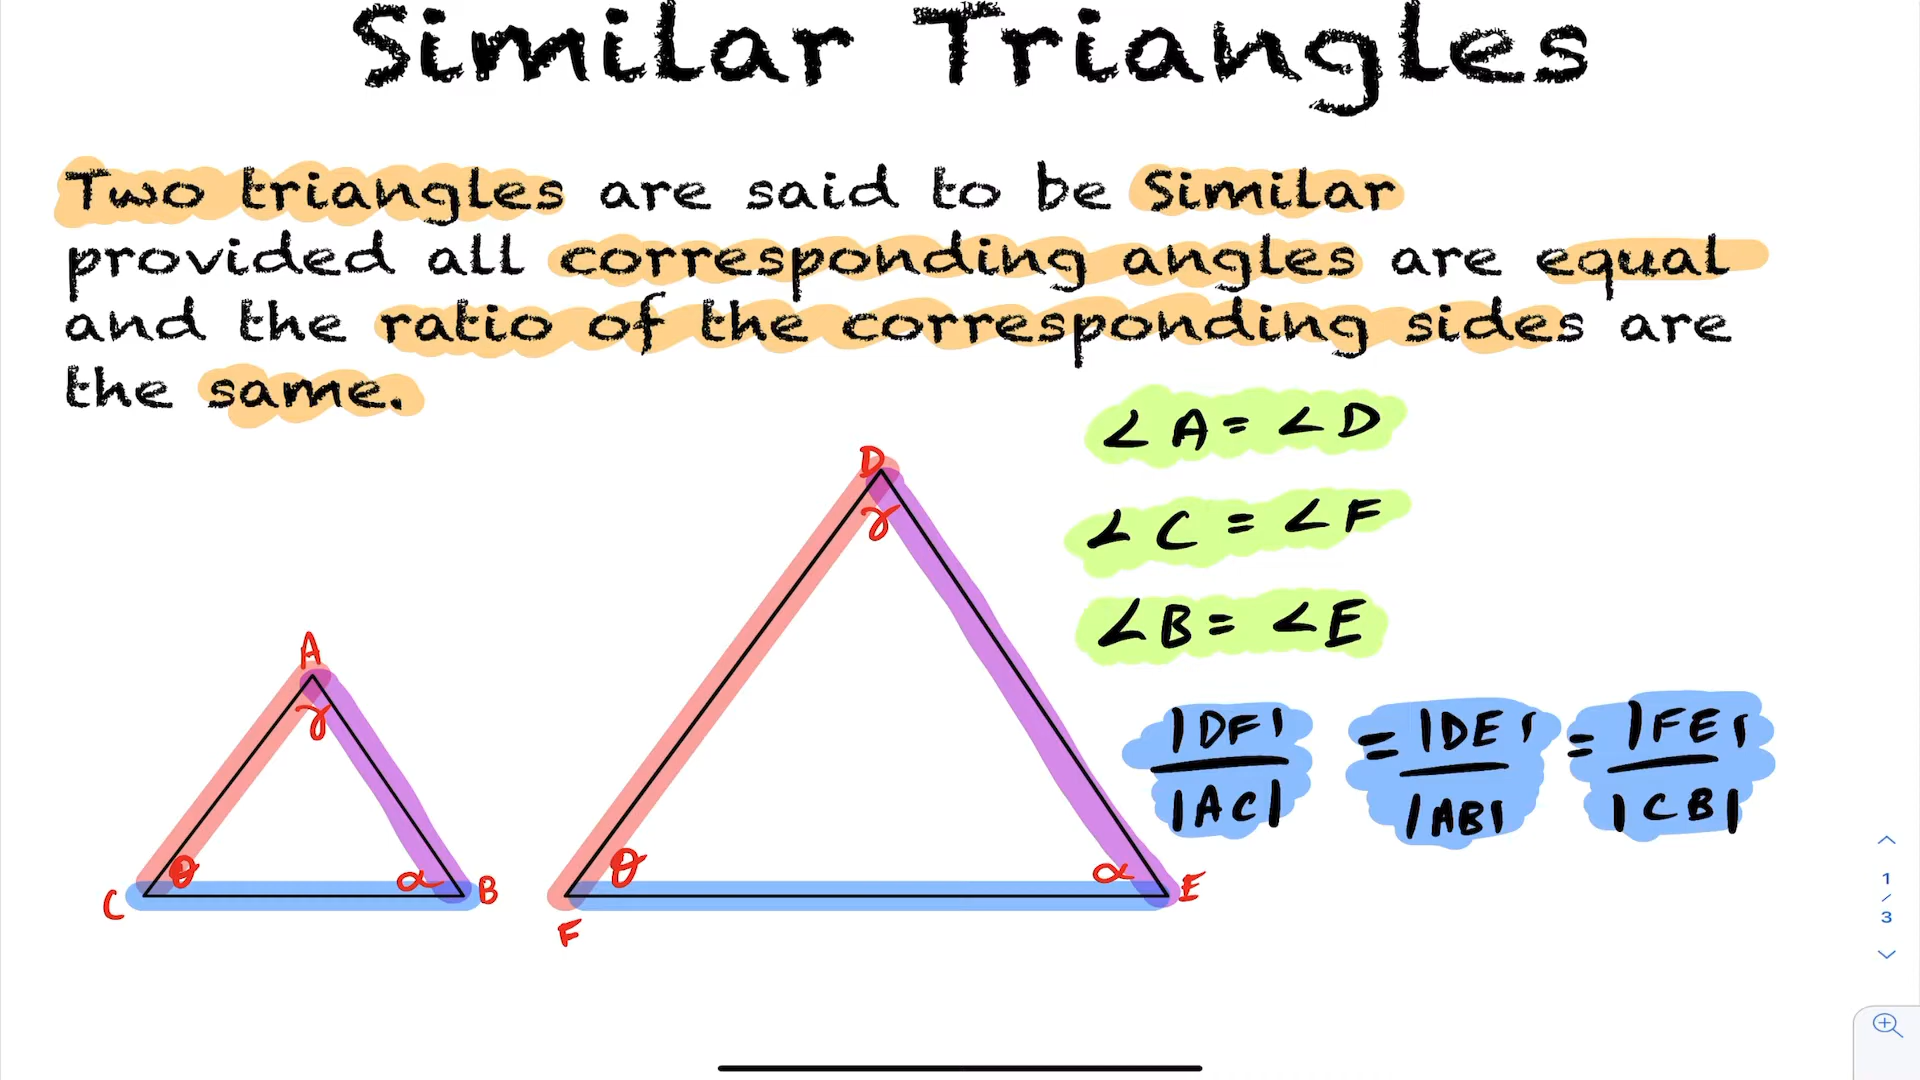 Similar Triangles
Two triangles are said to be Similar
provided all corresponding angles are equal
and the ratio of the corresponding sides are
the same.
∠A = ∠D
∠C = ∠F
∠B = ∠E
|DF| = |DE| = |FE|
|AC| |AB| |CB|
D
γ
A
γ
θ
α
C
B
θ
α
E
F
1
/
3